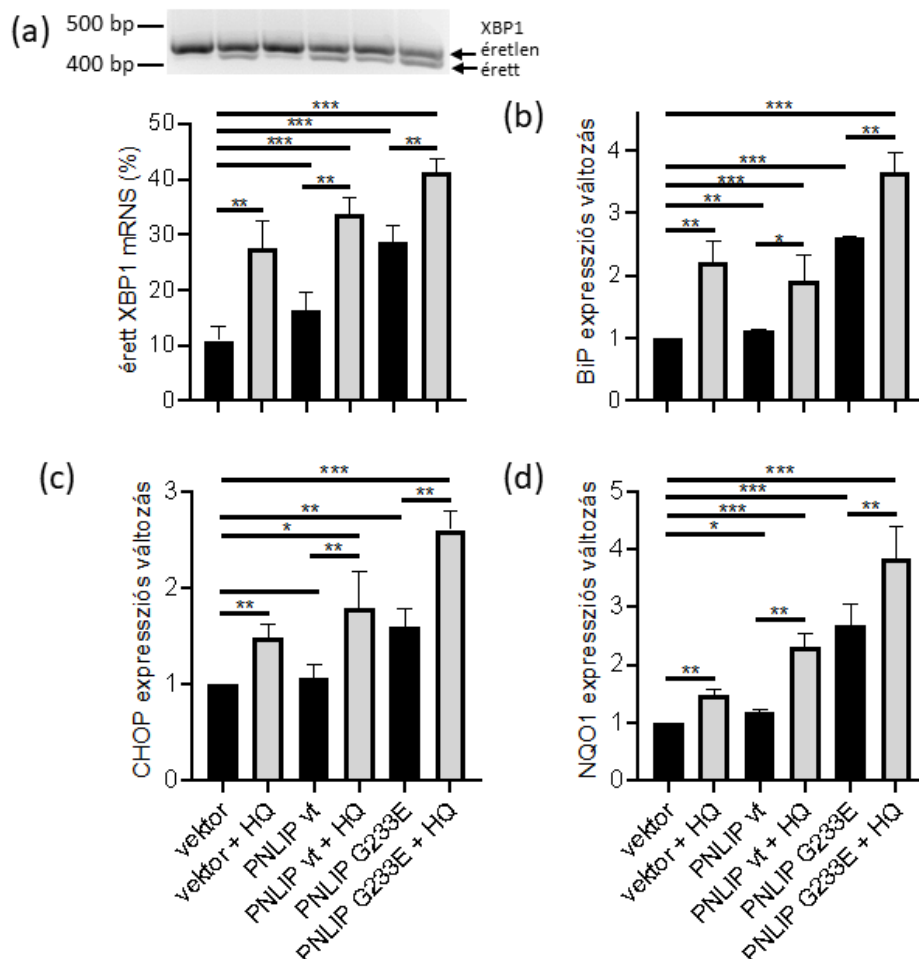 (a)
500 bp
400 bp
XBP1
éretlen
érett
***
***
***
**
**
**
50
40
30
20
10
0
érett XBP1 mRNS (%)
(b)
***
**
***
***
**
**
*
4
3
2
1
0
BiP expressziós változás
(c)
***
**
**
*
**
**
3
2
1
0
CHOP expressziós változás
vektor
vektor + HQ
PNLIP vt
PNLIP vt + HQ
PNLIP G233E
PNLIP G233E + HQ
(d)
***
***
**
***
*
**
**
5
4
3
2
1
0
NQO1 expressziós változás
vektor
vektor + HQ
PNLIP vt
PNLIP vt + HQ
PNLIP G233E
PNLIP G233E + HQ